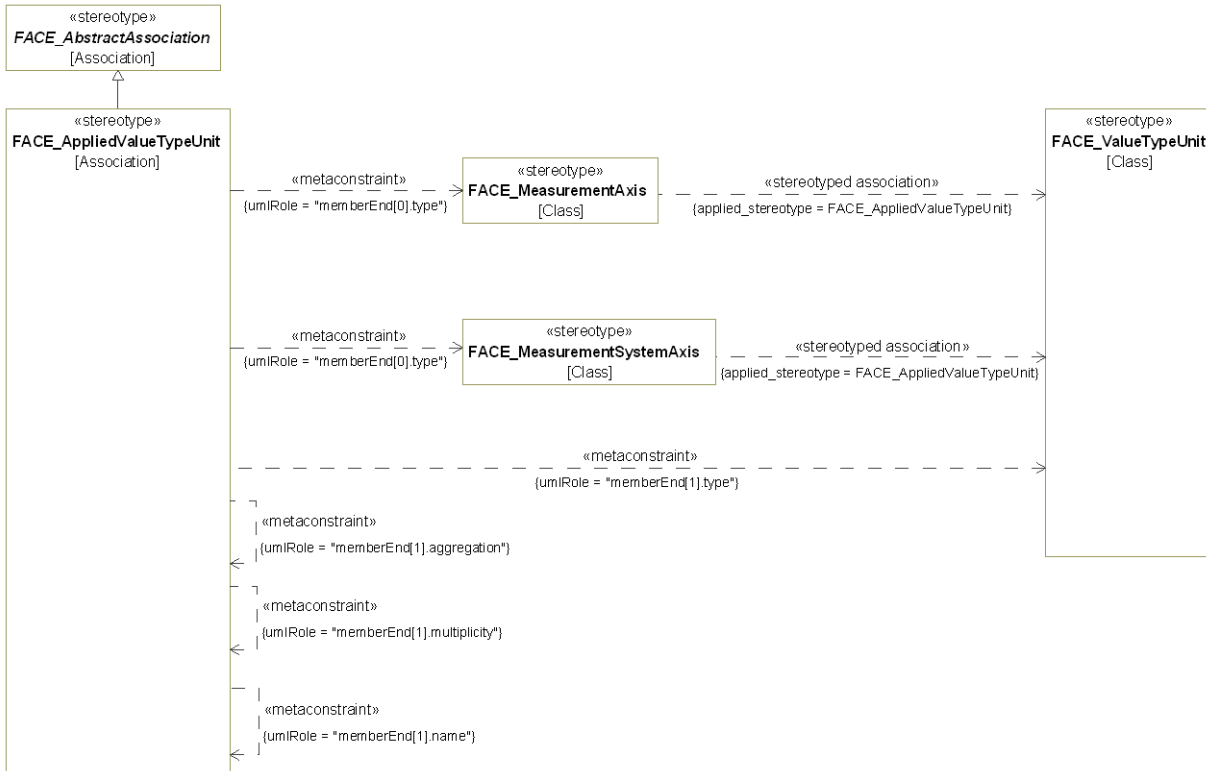 «stereotype»
FACE_AbstractAssociation
[Association]
«stereotype»
FACE_AppliedValueTypeUnit
[Association]
«stereotype»
FACE_ValueTypeUnit
[Class]
«metaconstraint»
{umlRole = "memberEnd[0].type"}
«stereotype»
FACE_MeasurementAxis
[Class]
«stereotyped association»
{applied_stereotype = FACE_AppliedValueTypeUnit}
«metaconstraint»
{umlRole = "memberEnd[0].type"}
«stereotype»
FACE_MeasurementSystemAxis
[Class]
«stereotyped association»
{applied_stereotype = FACE_AppliedValueTypeUnit}
«metaconstraint»
{umlRole = "memberEnd[1].type"}
«metaconstraint»
{umlRole = "memberEnd[1].aggregation"}
«metaconstraint»
{umlRole = "memberEnd[1].multiplicity"}
«metaconstraint»
{umlRole = "memberEnd[1].name"}